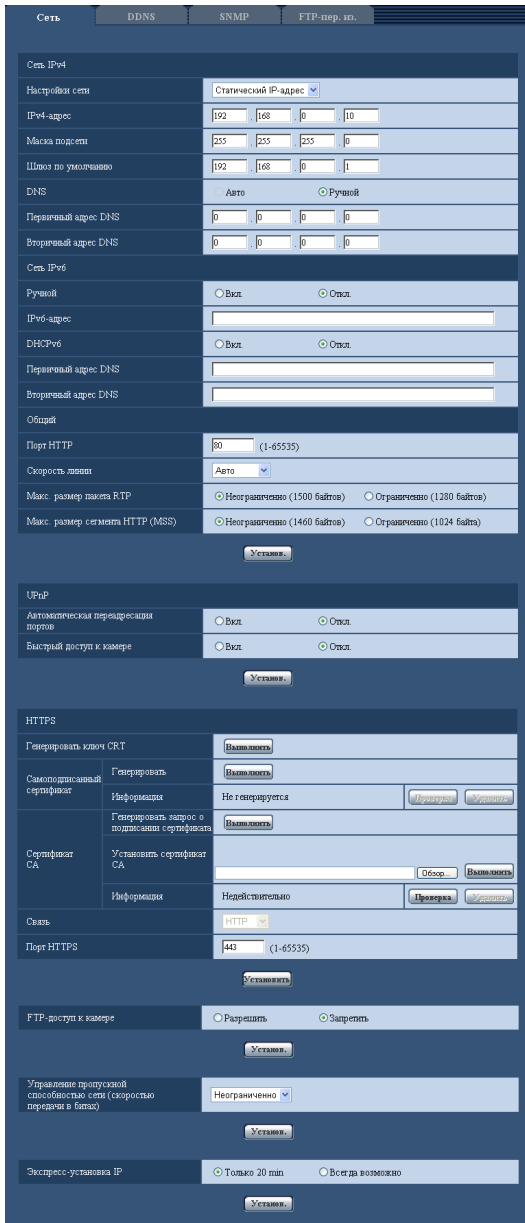 Сеть DDNS SNMP FTP-пер. из.
Сеть IPv4
Настройки сети Статический IP-адрес
IPv4-адрес 192 . 168 . 0 . 10
Маска подсети 255 . 255 . 255 . 0
Шлюз по умолчанию 192 . 168 . 0 . 1
DNS Авто Ручной
Первичный адрес DNS 0 . 0 . 0 . 0
Вторичный адрес DNS 0 . 0 . 0 . 0
Сеть IPv6
Ручной Вкл. Откл.
IPv6-адрес
DHCPv6 Вкл. Откл.
Первичный адрес DNS
Вторичный адрес DNS
Общий
Порт HTTP 80 (1-65535)
Скорость линии Авто
Макс. размер пакета RTP Неограниченно (1500 байтов) Ограниченно (1280 байтов)
Макс. размер сегмента HTTP (MSS) Неограниченно (1460 байтов) Ограниченно (1024 байта)
Установ.
UPnP
Автоматическая переадресация
портов Вкл. Откл.
Быстрый доступ к камере Вкл. Откл.
Установ.
HTTPS
Генерировать ключ CRT Выполнить
Самоподписанный
сертификат
Генерировать Выполнить
Информация Не генерируется Проверка Удалить
Сертификат
CA
Генерировать запрос о
подписании сертификата Выполнить
Установить сертификат
CA Обзор... Выполнить
Информация Недействительно Проверка Удалить
Связь HTTP
Порт HTTPS 443 (1-65535)
Установить
FTP-доступ к камере Разрешить Запретить
Установ.
Управление пропускной
способностью сети (скоростью
передачи в битах) Неограниченно
Установ.
Экспресс-установка IP Только 20 min Всегда возможно
Установ.